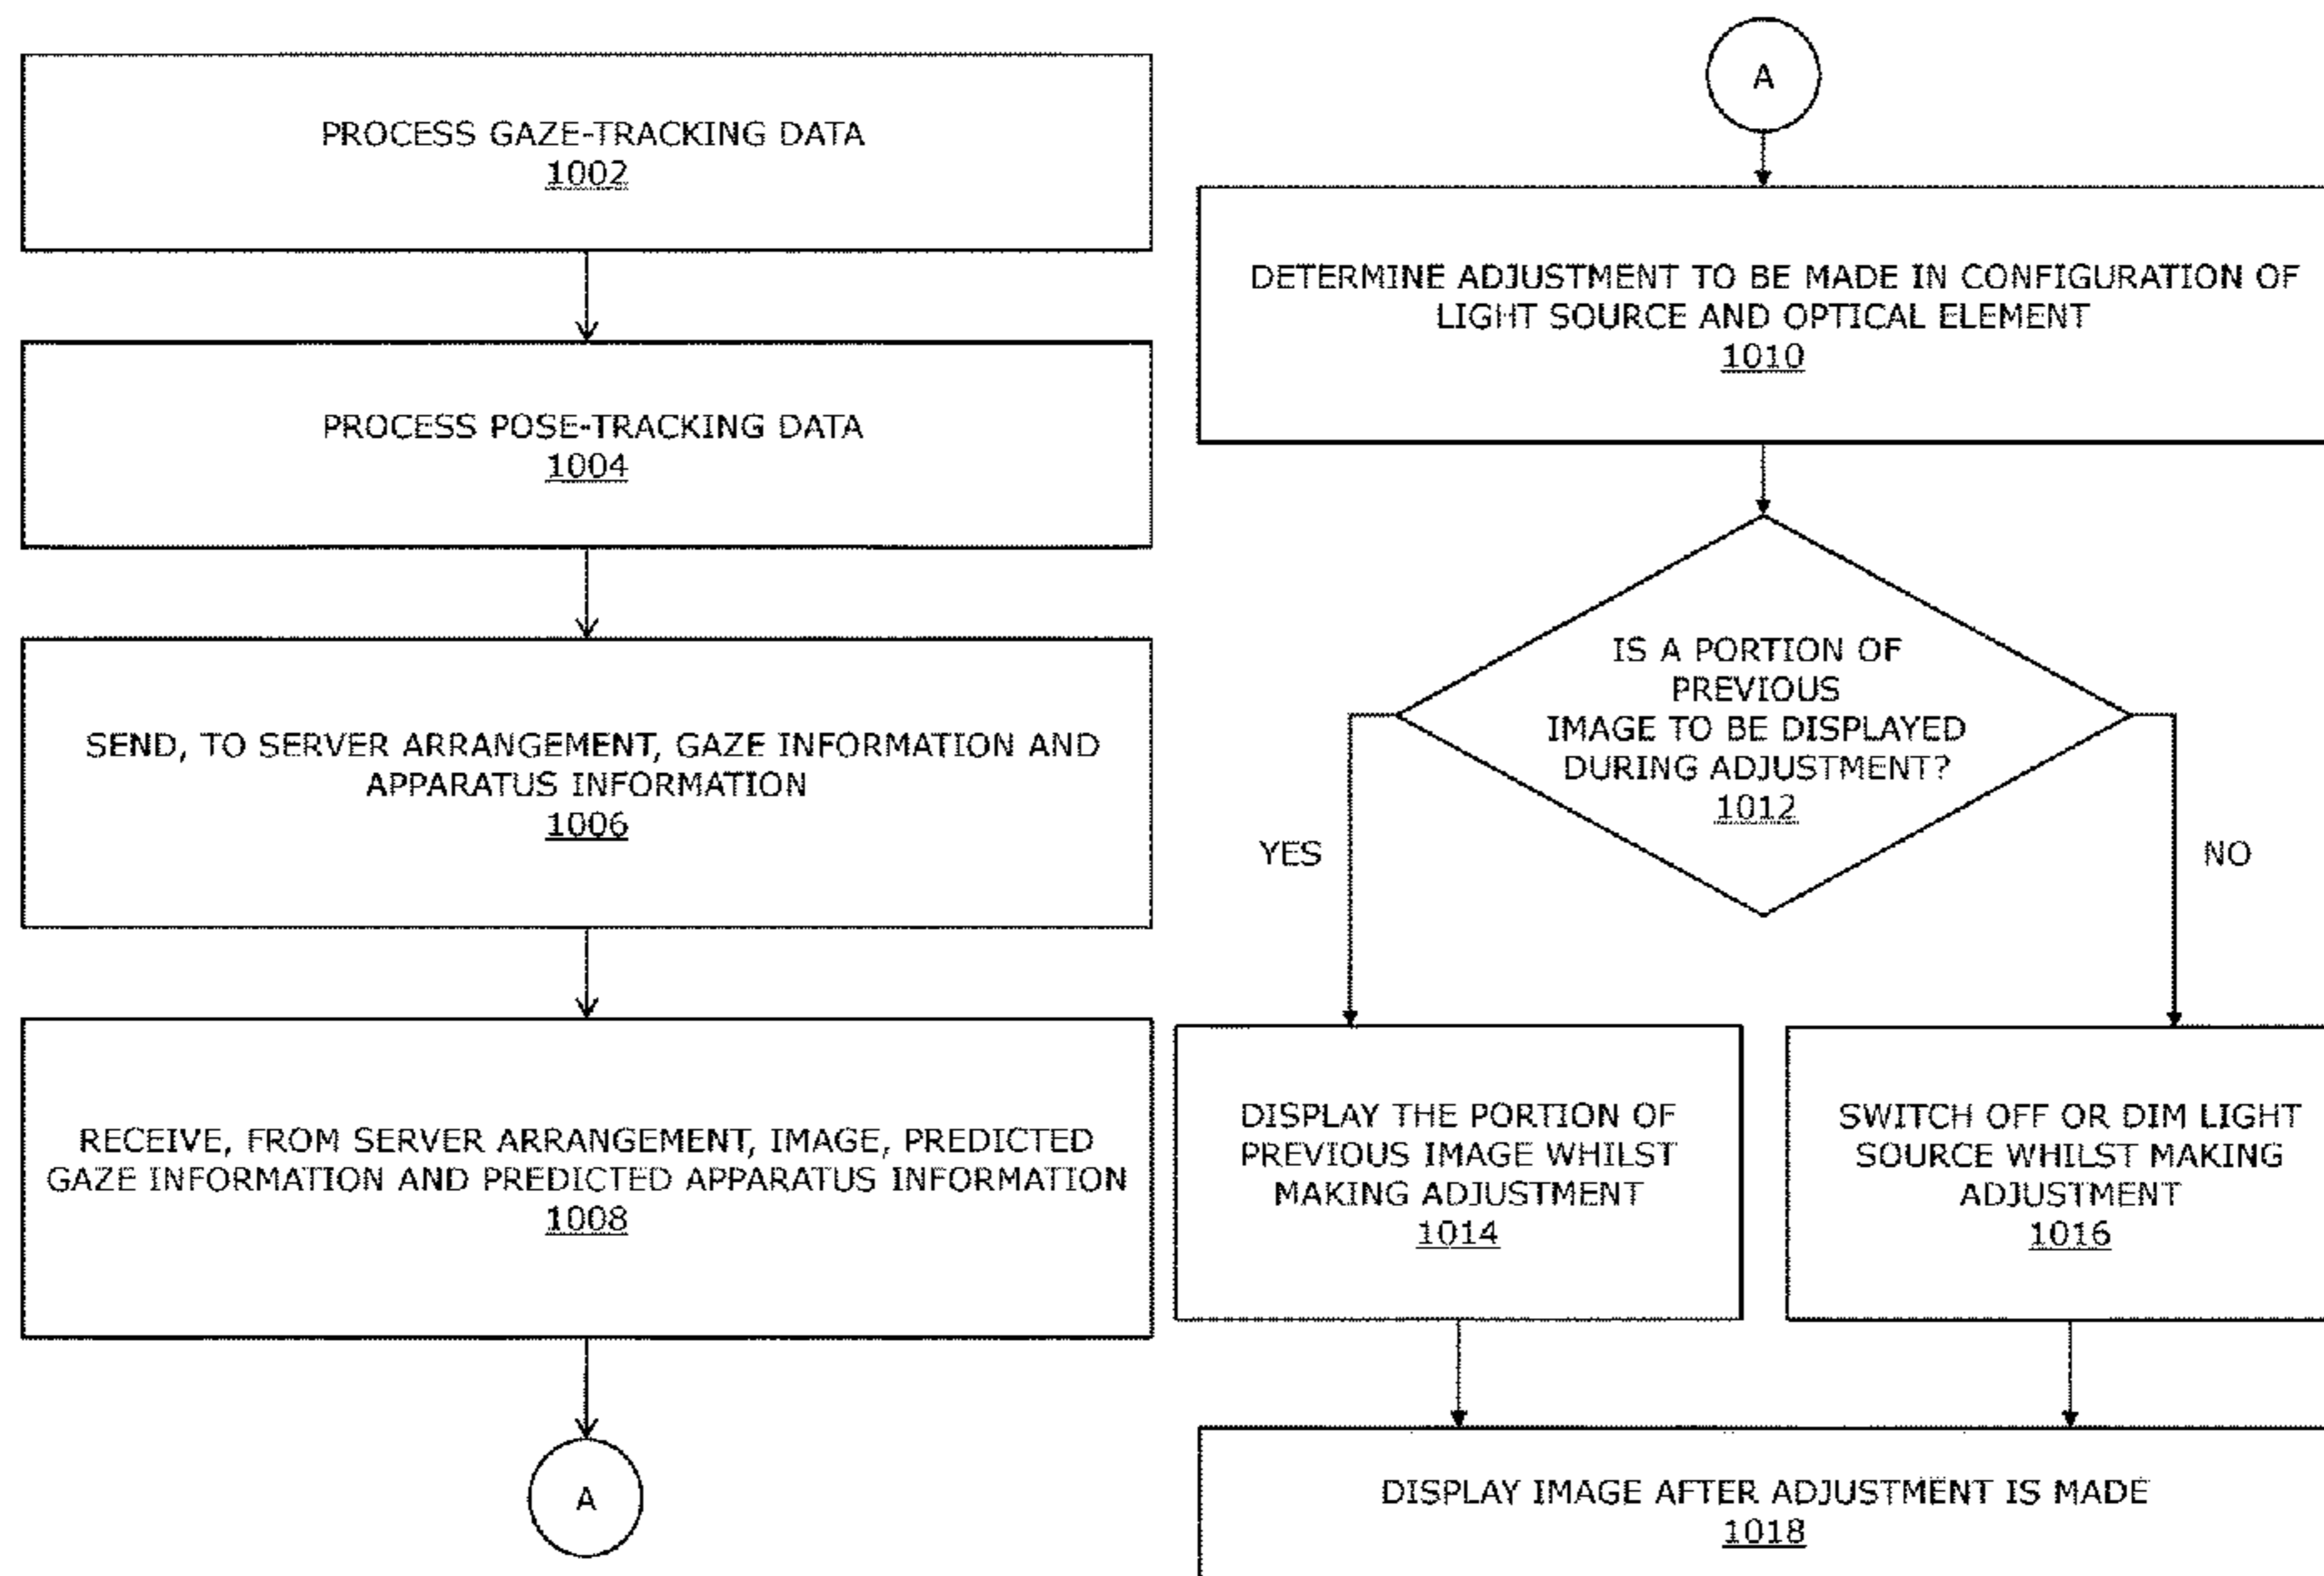 PROCESS GAZE-TRACKING DATA
1002
PROCESS POSE-TRACKING DATA
1004
SEND, TO SERVER ARRANGEMENT, GAZE INFORMATION AND
APPARATUS INFORMATION
1006
RECEIVE, FROM SERVER ARRANGEMENT, IMAGE, PREDICTED
GAZE INFORMATION AND PREDICTED APPARATUS INFORMATION
1008
A
A
DETERMINE ADJUSTMENT TO BE MADE IN CONFIGURATION OF
LIGHT SOURCE AND OPTICAL ELEMENT
1010
IS A PORTION OF
PREVIOUS
IMAGE TO BE DISPLAYED
DURING ADJUSTMENT?
1012
YES
NO
DISPLAY THE PORTION OF
PREVIOUS IMAGE WHILST
MAKING ADJUSTMENT
1014
SWITCH OFF OR DIM LIGHT
SOURCE WHILST MAKING
ADJUSTMENT
1016
DISPLAY IMAGE AFTER ADJUSTMENT IS MADE
1018